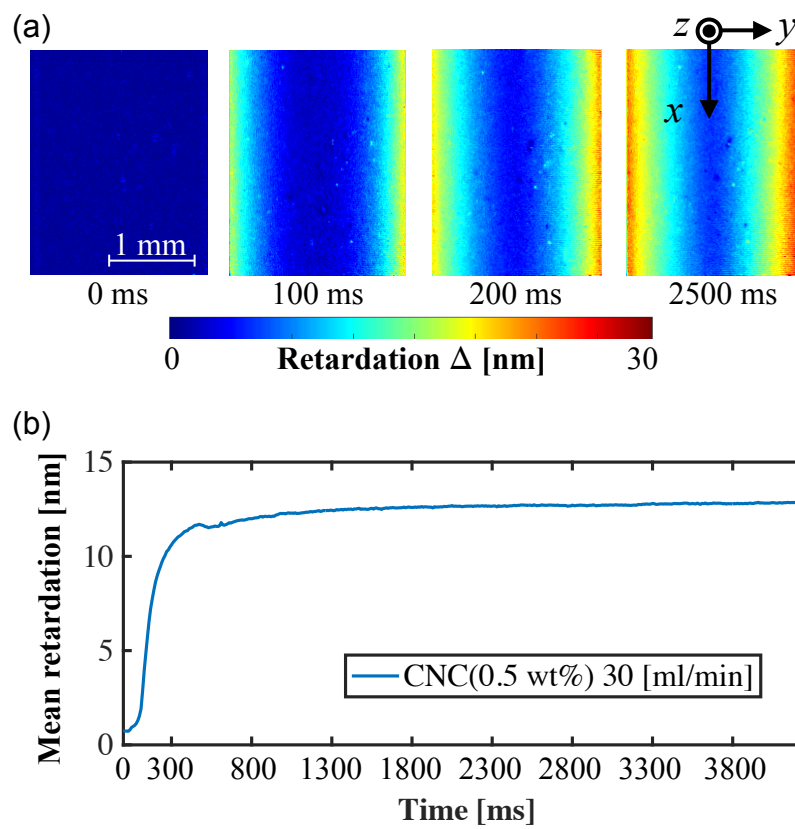 (a)
z y
x
1 mm
0 ms 100 ms 200 ms 2500 ms
0 Retardation Δ [nm] 30
(b)
15
10
5
0
Mean retardation [nm]
CNC(0.5 wt%) 30 [ml/min]
0 300 800 1300 1800 2300 2800 3300 3800
Time [ms]